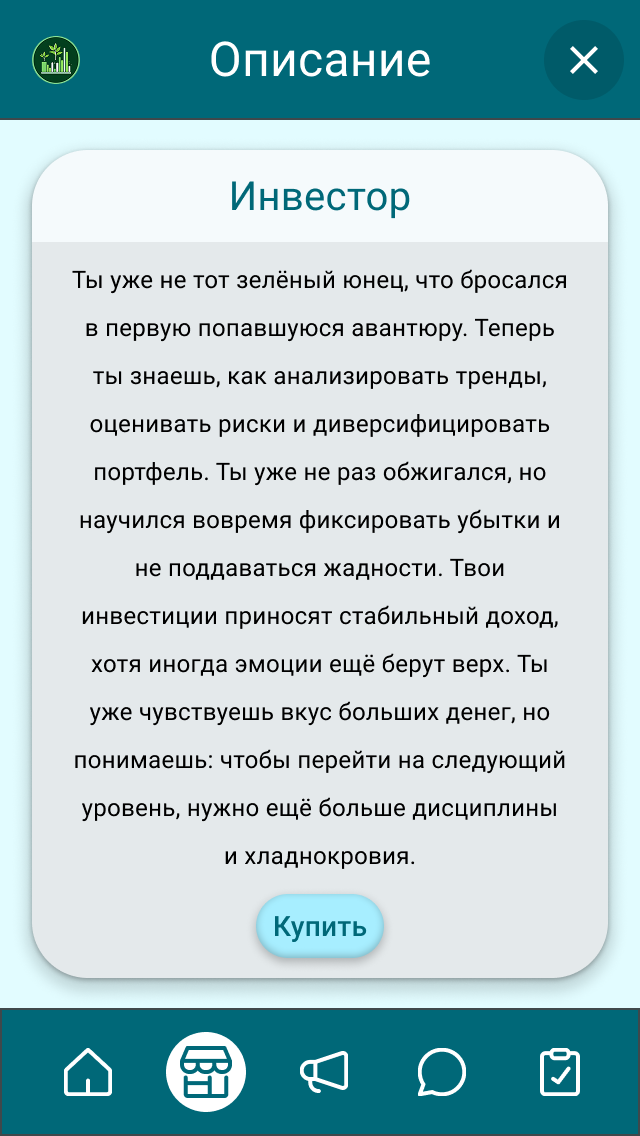 Описание
Инвестор
Ты уже не тот зелёный юнец, что бросался
в первую попавшуюся авантюру. Теперь
ты знаешь, как анализировать тренды,
оценивать риски и диверсифицировать
портфель. Ты уже не раз обжигался, но
научился вовремя фиксировать убытки и
не поддаваться жадности. Твои
инвестиции приносят стабильный доход,
хотя иногда эмоции ещё берут верх. Ты
уже чувствуешь вкус больших денег, но
понимаешь: чтобы перейти на следующий
уровень, нужно ещё больше дисциплины
и хладнокровия.
Купить